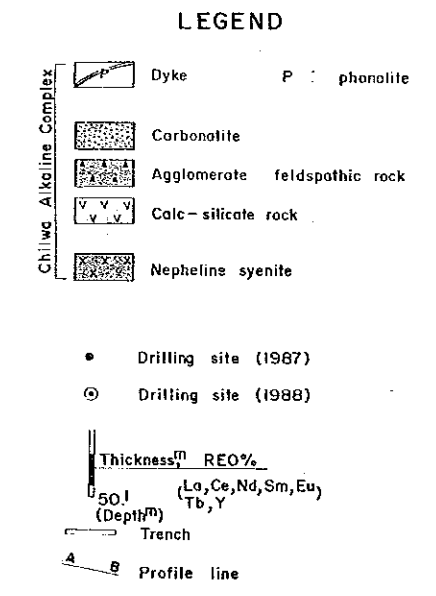 LEGEND
Chilwa Alkaline Complex
P Dyke P : phonolite
Carbonatite
Agglomerate feldspathic rock
V V V V V Calc-silicate rock
X X X X X X X Nepheline syenite
Drilling site (1987)
Drilling site (1988)
Thickness,m REO%
50.1 (La,Ce,Nd,Sm,Eu)
(Depthm) Tb,Y
Trench
A B Profile line